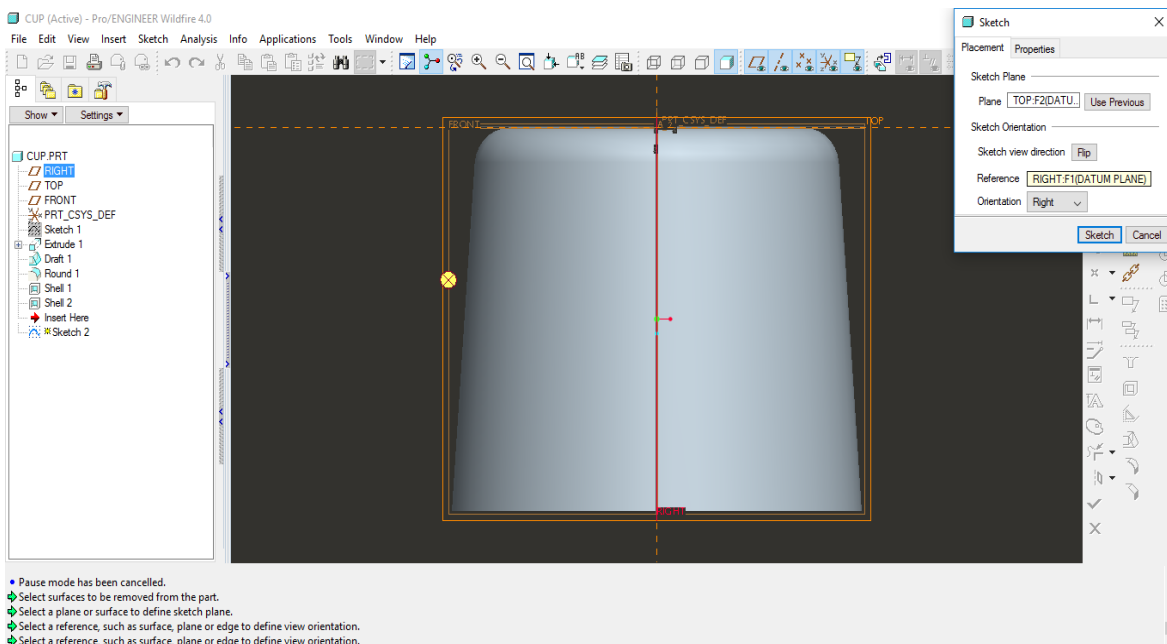 CUP (Active) - Pro/ENGINEER Wildfire 4.0
File Edit View Insert Sketch Analysis Info Applications Tools Window Help
Show Settings
CUP.PRT
RIGHT
TOP
FRONT
PRT_CSYS_DEF
Sketch 1
Extrude 1
Draft 1
Round 1
Shell 1
Shell 2
Insert Here
Sketch 2
FRONT
PRT_CSYS_DEF
TOP
RIGHT
Sketch
Placement Properties
Sketch Plane
Plane TOP:F2(DATU... Use Previous
Sketch Orientation
Sketch view direction Flip
Reference RIGHT:F1(DATUM PLANE)
Orientation Right
Sketch Cancel
Pause mode has been cancelled.
Select surfaces to be removed from the part.
Select a plane or surface to define sketch plane.
Select a reference, such as surface, plane or edge to define view orientation.
Select a reference, such as surface, plane or edge to define view orientation.